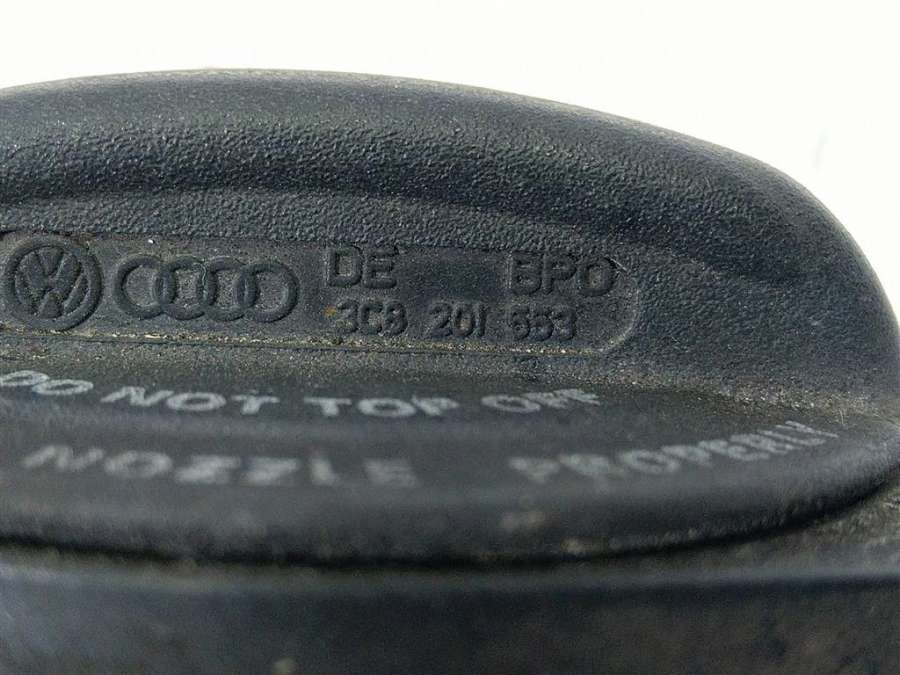 DE BPO
3C8 201 553
DO NOT TOP OFF
NOZZLE PROPERLY